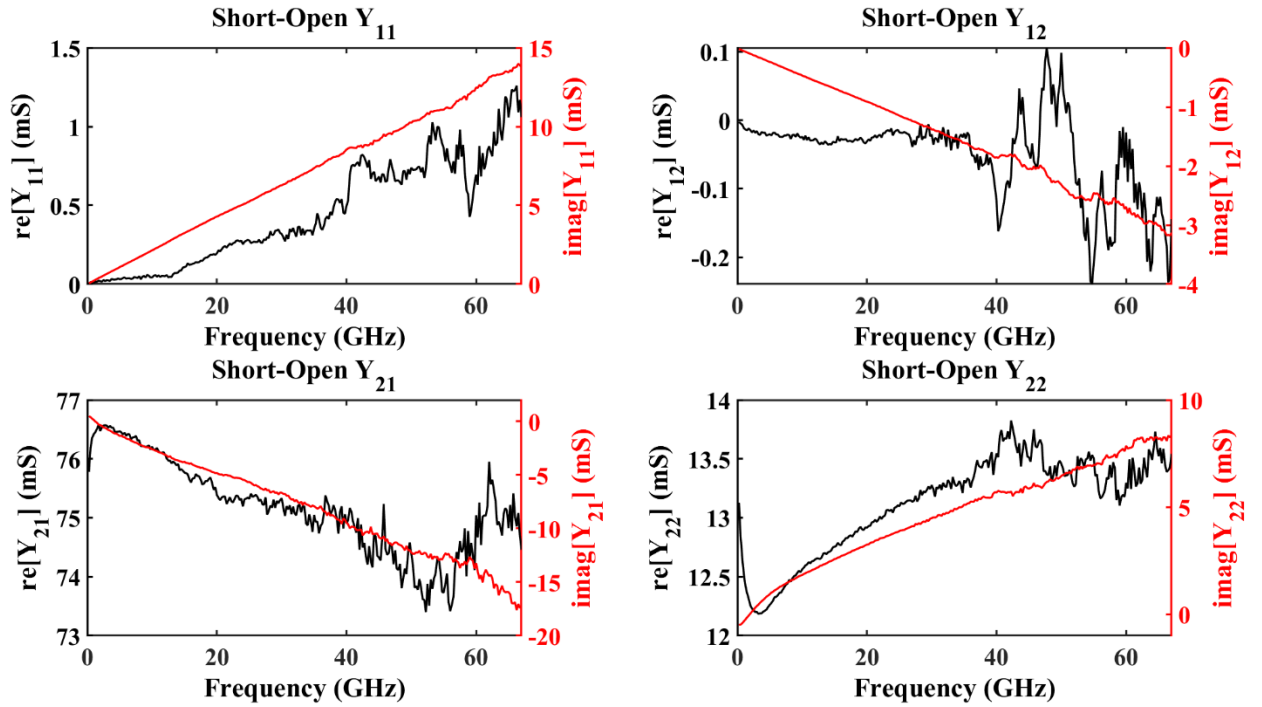 Short-Open Y11
re[Y11] (mS)
1.5
1
0.5
0
imag[Y11] (mS)
15
10
5
0
0 20 40 60
Frequency (GHz)
Short-Open Y12
re[Y12] (mS)
0.1
0
-0.1
-0.2
imag[Y12] (mS)
0
-1
-2
-3
-4
0 20 40 60
Frequency (GHz)
Short-Open Y21
re[Y21] (mS)
77
76
75
74
73
imag[Y21] (mS)
0
-5
-10
-15
-20
0 20 40 60
Frequency (GHz)
Short-Open Y22
re[Y22] (mS)
14
13.5
13
12.5
12
imag[Y22] (mS)
10
5
0
0 20 40 60
Frequency (GHz)